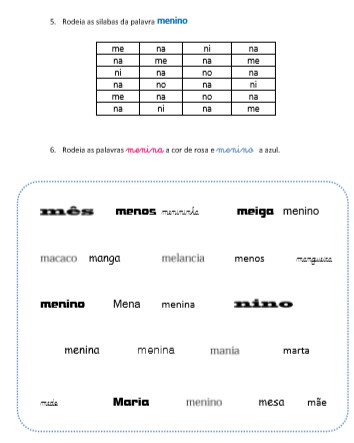 5. Rodeia as sílabas da palavra menino
me na ni na
na me na me
ni na no na
na no na ni
me na no na
na ni na me
6. Rodeia as palavras menina a cor de rosa e menino a azul.
mês menos menininha meiga menino
macaco manga melancia menos mangueira
menino Mena menina nino
menina menina mania marta
Maria menino mesa mãe